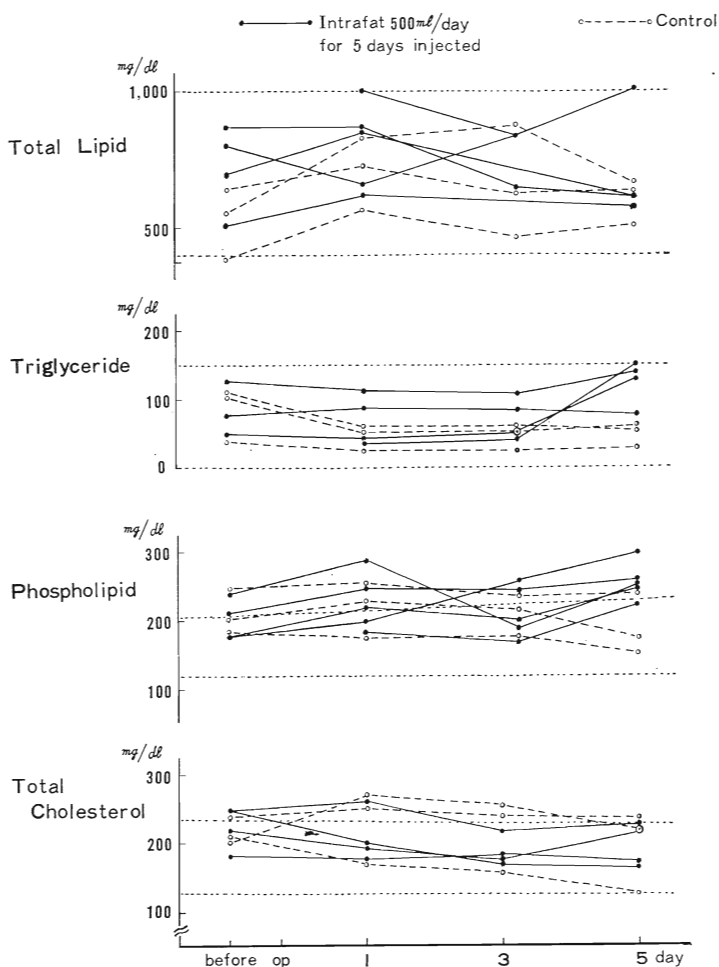 Intrafat 500ml/day
for 5 days injected
Control
mg/dl
1,000
Total Lipid
500
mg/dl
200
Triglyceride
100
0
mg/dl
300
Phospholipid
200
100
mg/dl
Total
Cholesterol
300
200
100
before op 1 3 5 day